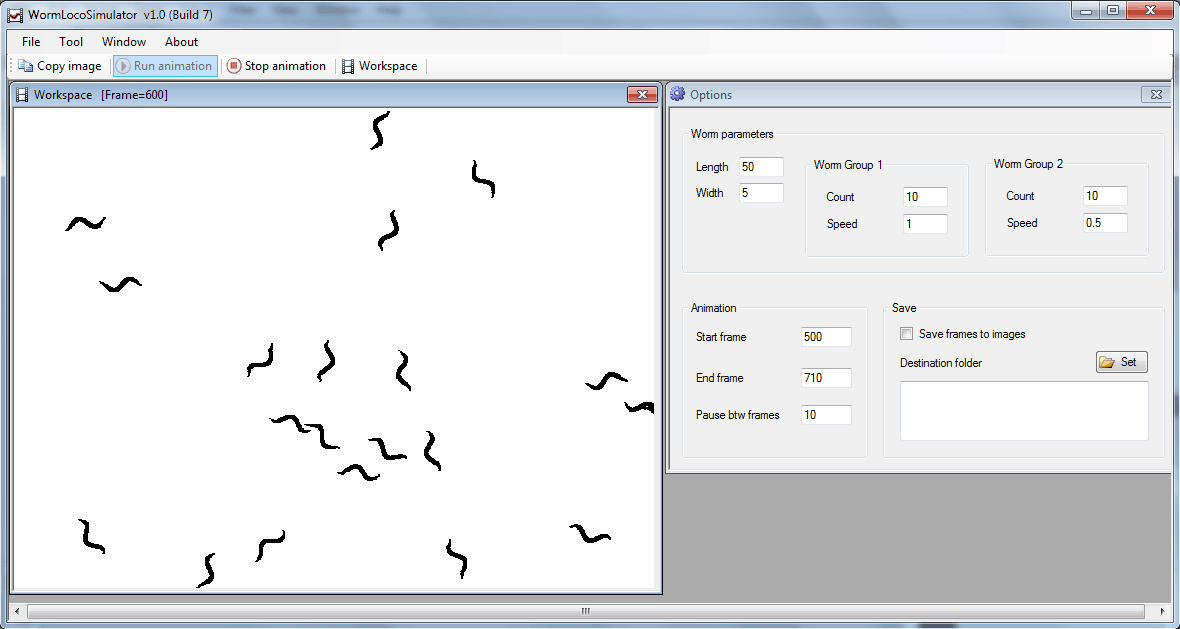 WormLocoSimulator v1.0 (Build 7)
File Tool Window About
Copy image Run animation Stop animation Workspace
Workspace [Frame=600]
Options
Worm parameters
Length 50
Width 5
Worm Group 1
Count 10
Speed 1
Worm Group 2
Count 10
Speed 0.5
Animation
Start frame 500
End frame 710
Pause btw frames 10
Save
Save frames to images
Destination folder
Set